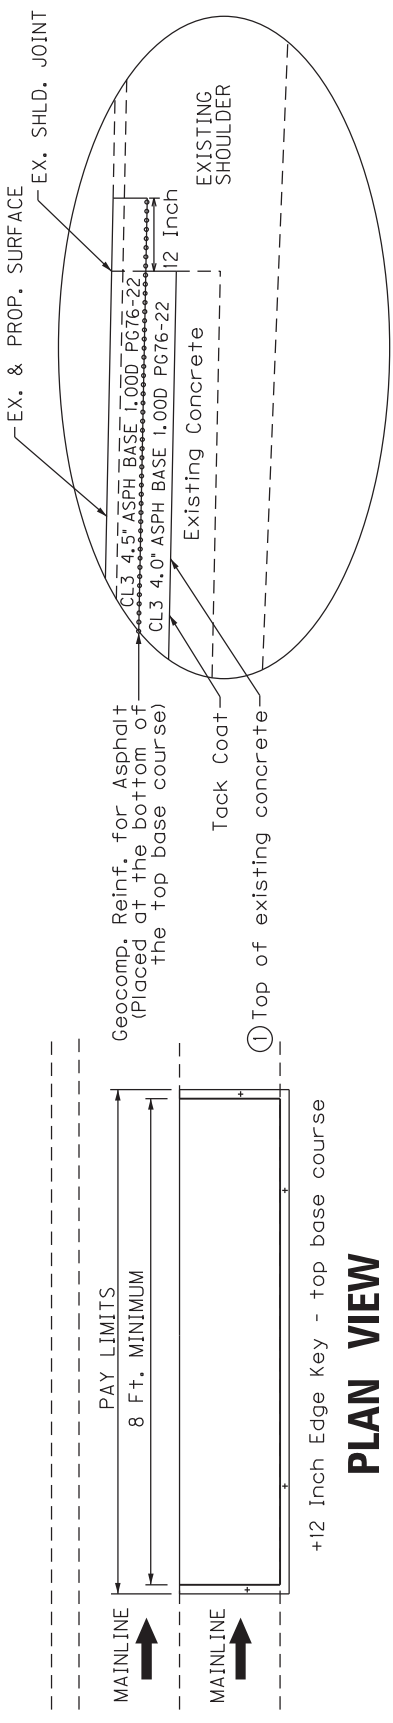 EX. & PROP. SURFACE
EX. SHLD. JOINT
CL3 4.5" ASPH BASE 1.00D PG76-22
CL3 4.0" ASPH BASE 1.00D PG76-22
Existing Concrete
12 Inch
EXISTING
SHOULDER
Geocomp. Reinf. for Asphalt
(Placed at the bottom of
the top base course)
Tack Coat
1 Top of existing concrete
PAY LIMITS
8 Ft. MINIMUM
MAINLINE
MAINLINE
+
+
+
+
+12 Inch Edge Key - top base course
PLAN VIEW